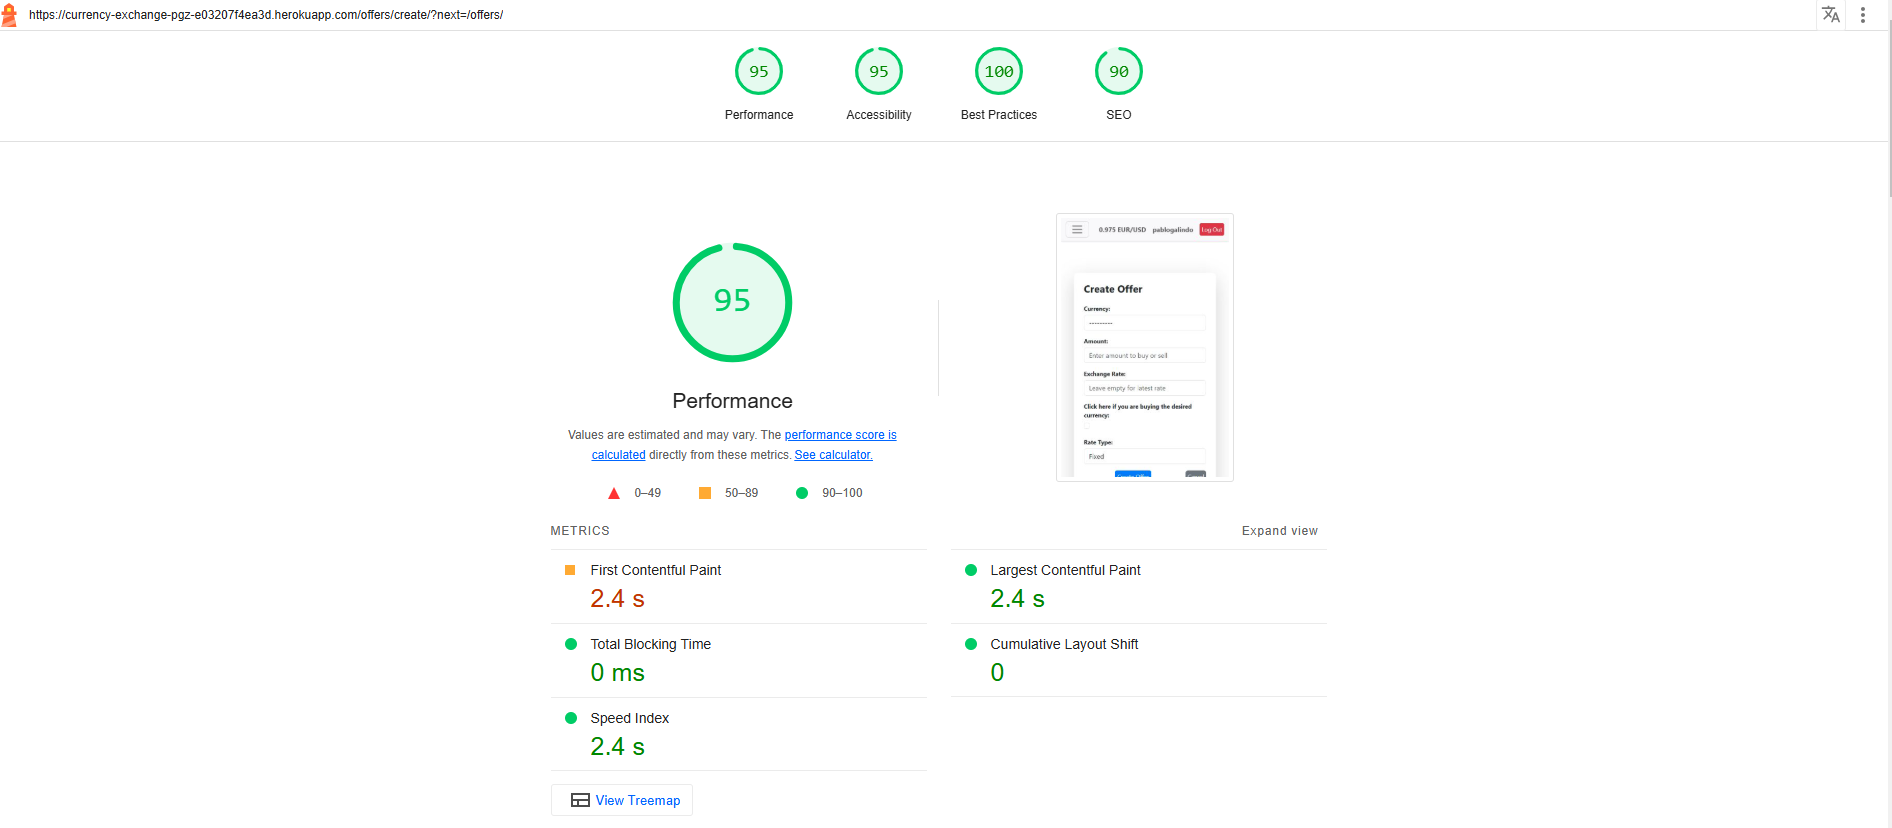 https://currency-exchange-pgz-e03207f4ea3d.herokuapp.com/offers/create/?next=/offers/
95 95 100 90
Performance Accessibility Best Practices SEO
95
Performance
Values are estimated and may vary. The performance score is
calculated directly from these metrics. See calculator.
0–49 50–89 90–100
0.975 EUR/USD pablogalindo Log Out
Create Offer
Currency:
---------
Amount:
Enter amount to buy or sell
Exchange Rate:
Leave empty for latest rate
Click here if you are buying the desired
currency:
Rate Type:
Fixed
METRICS
Expand view
First Contentful Paint
2.4 s
Largest Contentful Paint
2.4 s
Total Blocking Time
0 ms
Cumulative Layout Shift
0
Speed Index
2.4 s
View Treemap